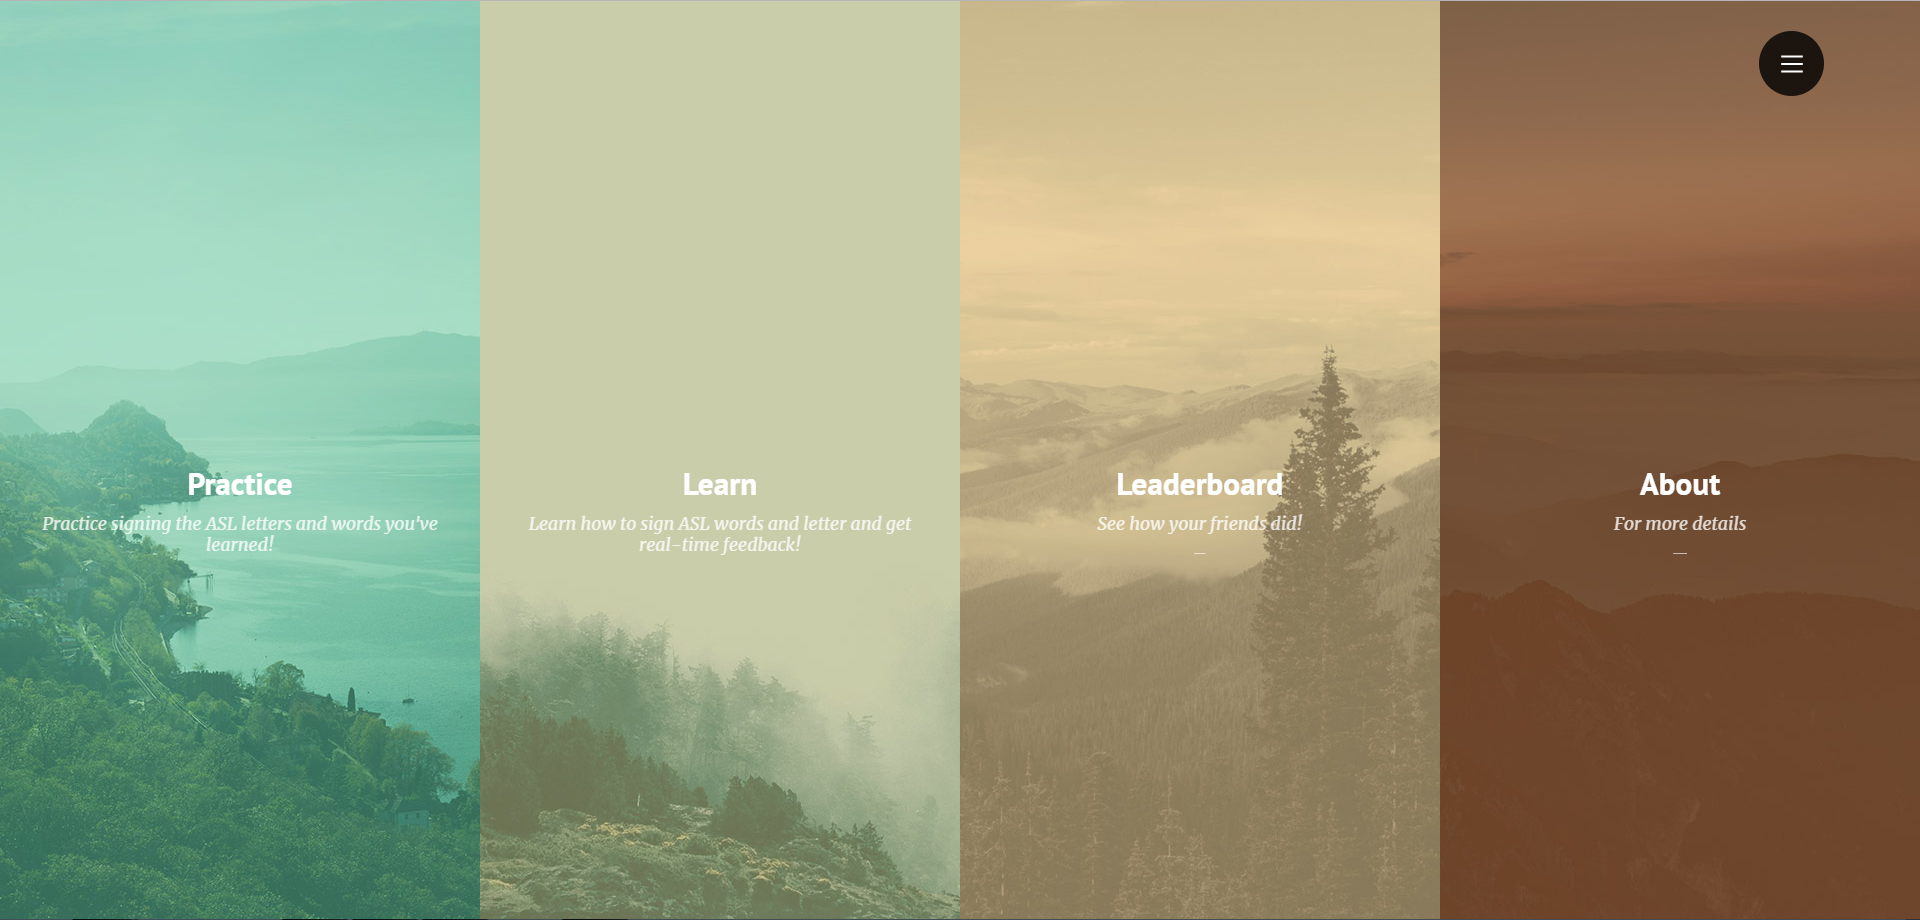 Practice
Practice signing the ASL letters and words you've
learned!
Learn
Learn how to sign ASL words and letter and get
real-time feedback!
Leaderboard
See how your friends did!
About
For more details